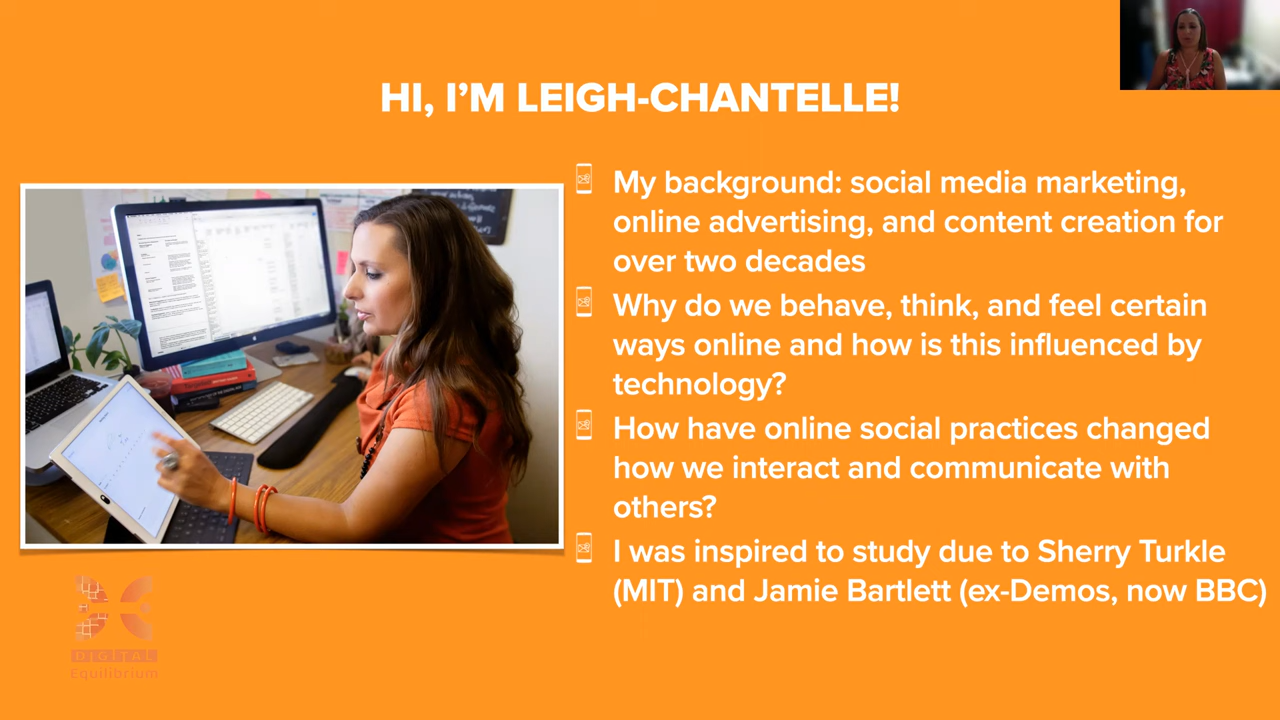 HI, I'M LEIGH-CHANTELLE!
My background: social media marketing,
online advertising, and content creation for
over two decades
Why do we behave, think, and feel certain
ways online and how is this influenced by
technology?
How have online social practices changed
how we interact and communicate with
others?
I was inspired to study due to Sherry Turkle
(MIT) and Jamie Bartlett (ex-Demos, now BBC)
DIGITAL
Equilibrium